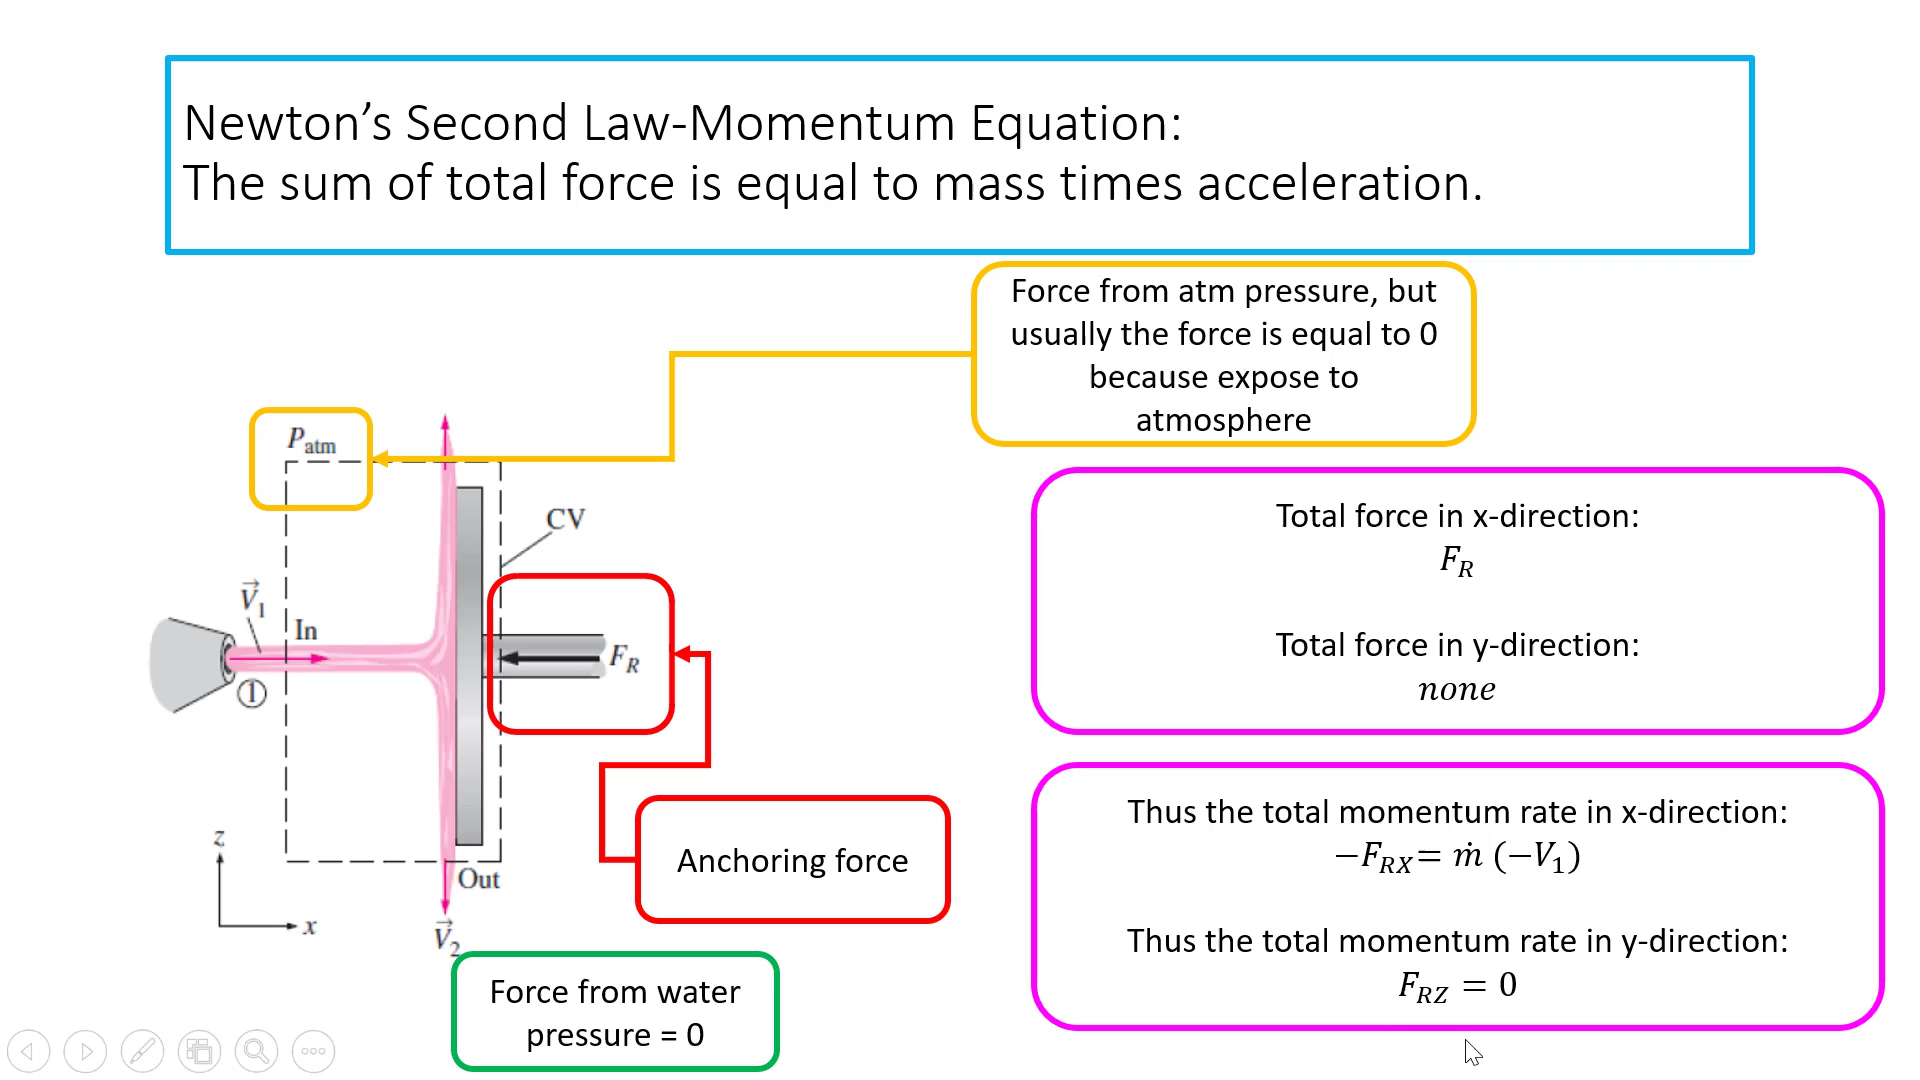 Newton’s Second Law-Momentum Equation:
The sum of total force is equal to mass times acceleration.
Force from atm pressure, but
usually the force is equal to 0
because expose to
atmosphere
P_atm
CV
V⃗_1
In
①
F_R
Out
z
x
V⃗_2
Anchoring force
Force from water
pressure = 0
Total force in x-direction:
F_R
Total force in y-direction:
none
Thus the total momentum rate in x-direction:
−F_RX= ṁ (−V_1)
Thus the total momentum rate in y-direction:
F_RZ = 0